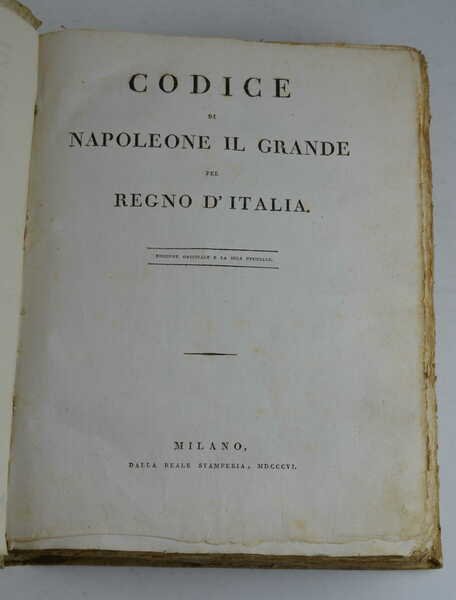 CODICE
DI
NAPOLEONE IL GRANDE
PEL
REGNO D'ITALIA.
EDIZIONE ORIGINALE E LA SOLA UFFICIALE.
MILANO,
DALLA REALE STAMPERIA, MDCCCVI.